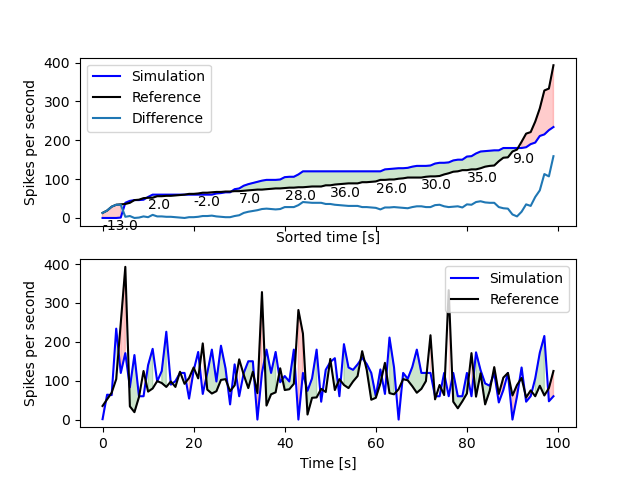 400
300
200
100
0
Spikes per second
Simulation
Reference
Difference
-13.0
2.0
-2.0
7.0
28.0
36.0
26.0
30.0
35.0
9.0
Sorted time [s]
400
300
200
100
0
Spikes per second
Simulation
Reference
0 20 40 60 80 100
Time [s]